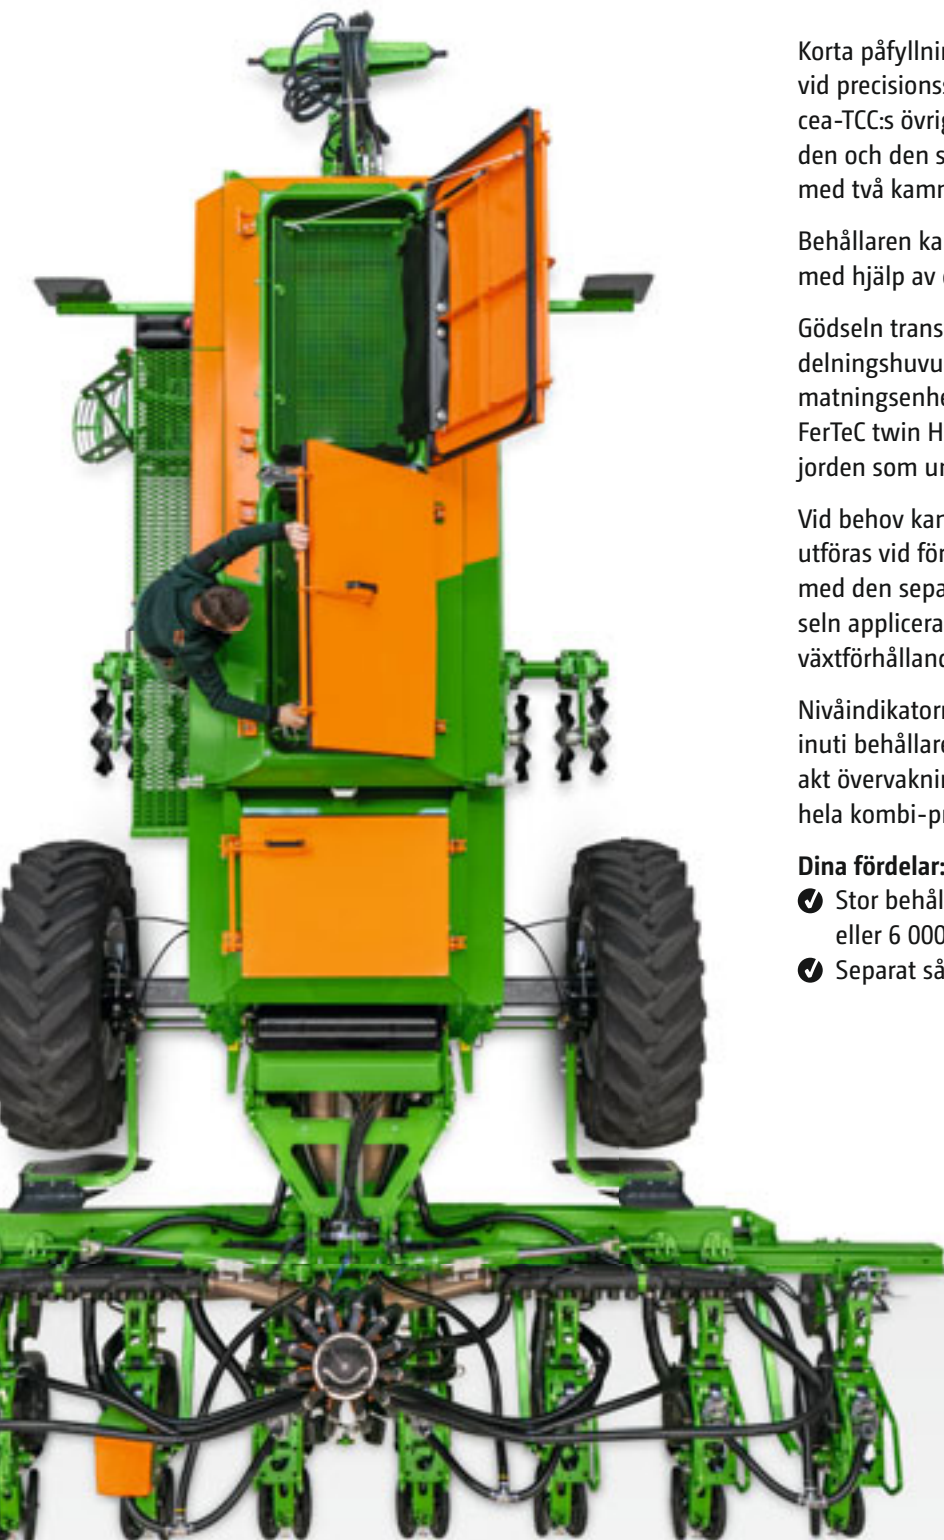 Korta påfyllnin
vid precisionss
cea-TCC:s övrig
den och den s
med två kamm
Behållaren ka
med hjälp av
Gödseln trans
delningshuvu
matningsenhe
FerTeC twin H
jorden som un
Vid behov kan
utföras vid för
med den sepa
seln applicera
växtförhålland
Nivåindikatorn
inuti behållare
akt övervaknin
hela kombi-pr
Dina fördelar:
Stor behål
eller 6 000
Separat så